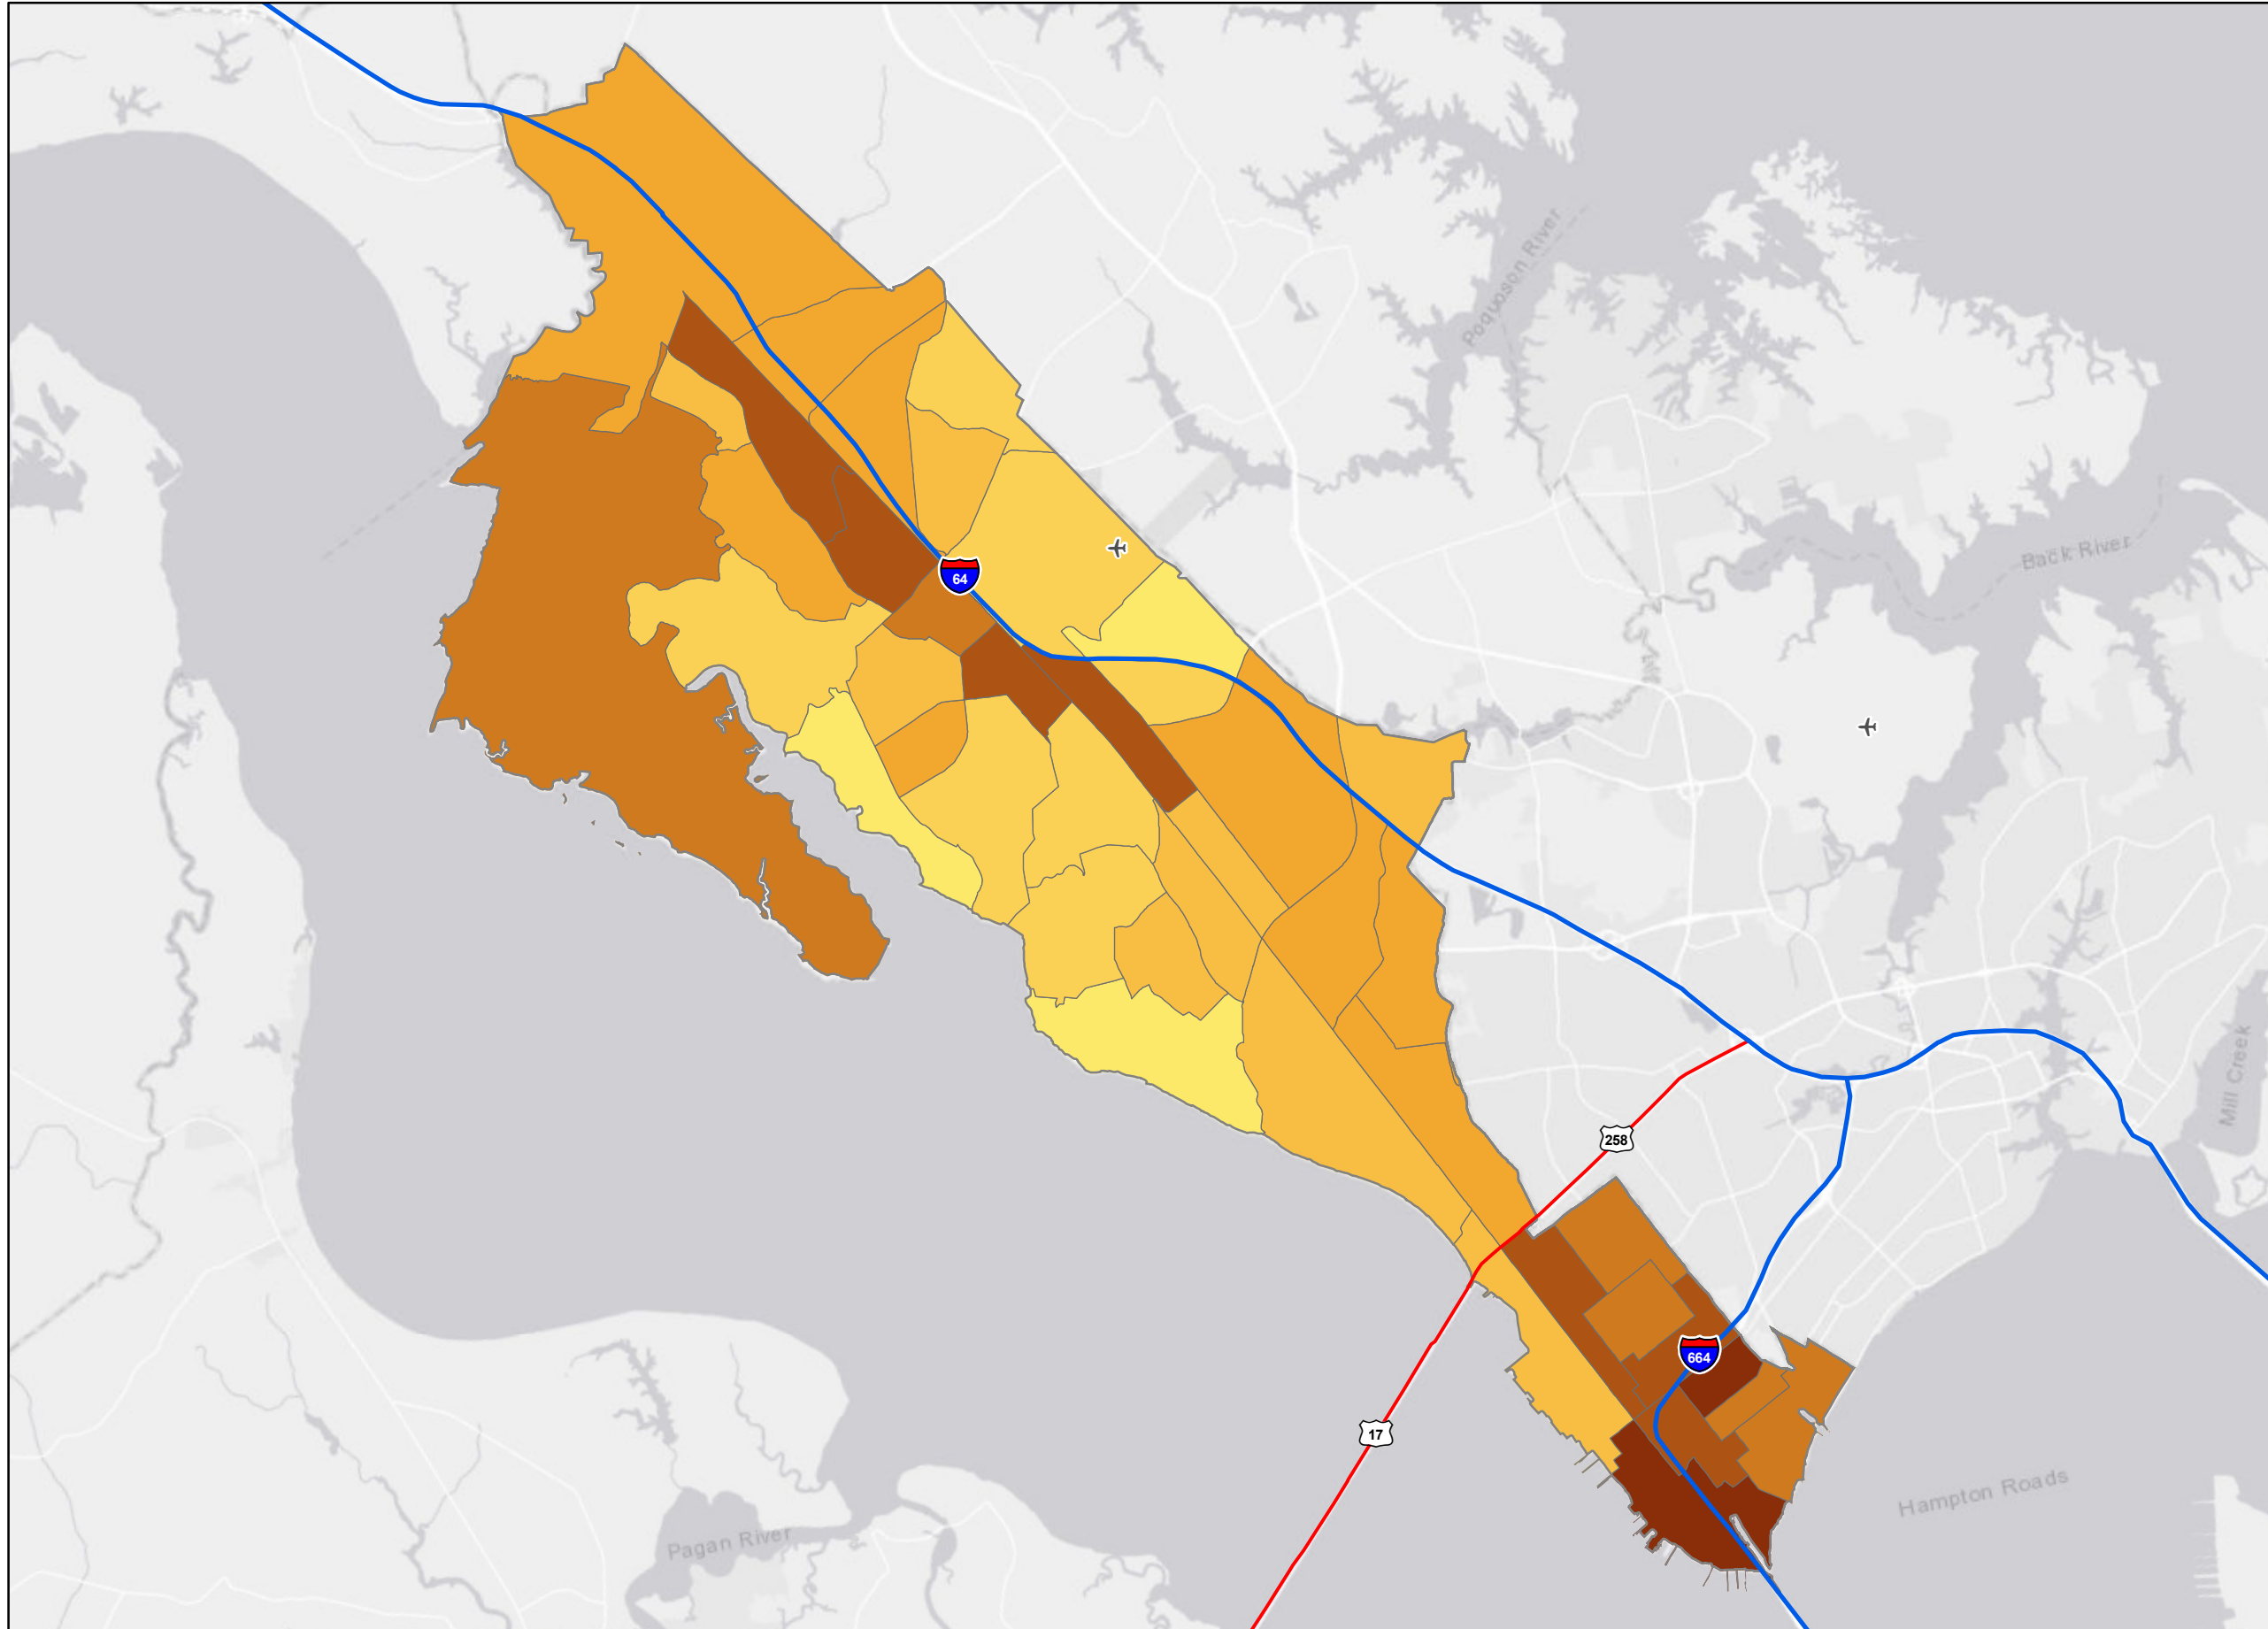 Poquoson River
Back River
64
Mill Creek
258
664
17
Hampton Roads
Pagan River